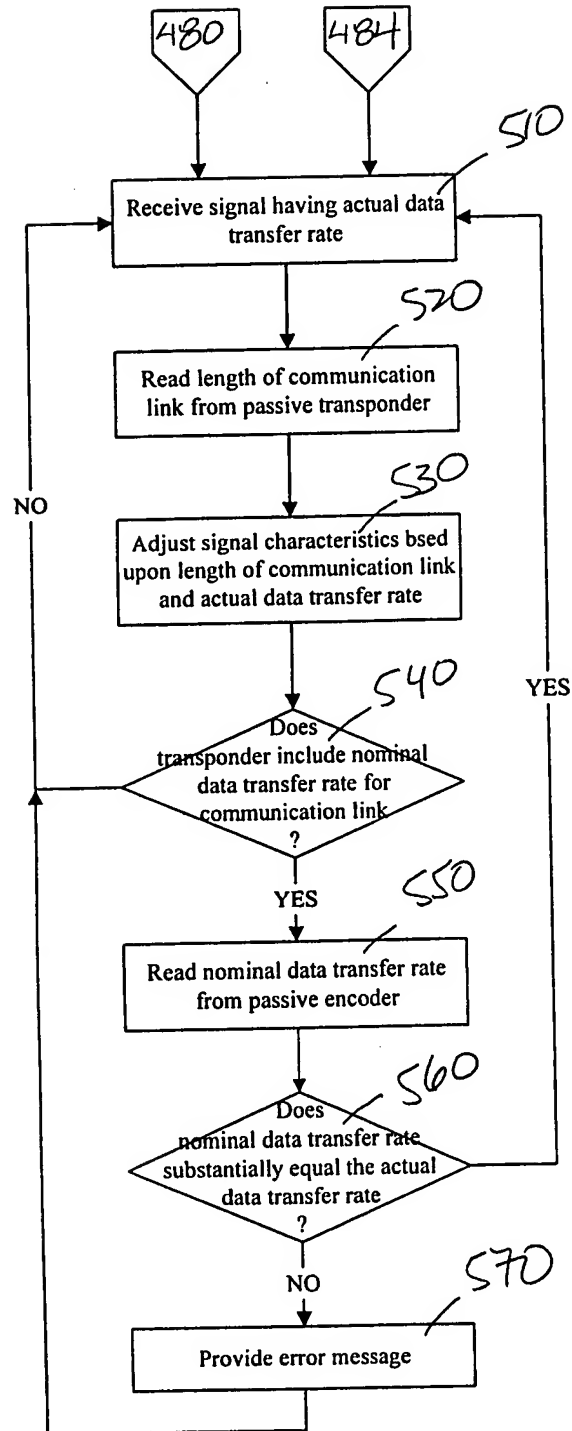 480
484
510
Receive signal having actual data
transfer rate
520
Read length of communication
link from passive transponder
NO
530
Adjust signal characteristics bsed
upon length of communication link
and actual data transfer rate
YES
540
Does
transponder include nominal
data transfer rate for
communication link
?
YES
550
Read nominal data transfer rate
from passive encoder
560
Does
nominal data transfer rate
substantially equal the actual
data transfer rate
?
NO
570
Provide error message